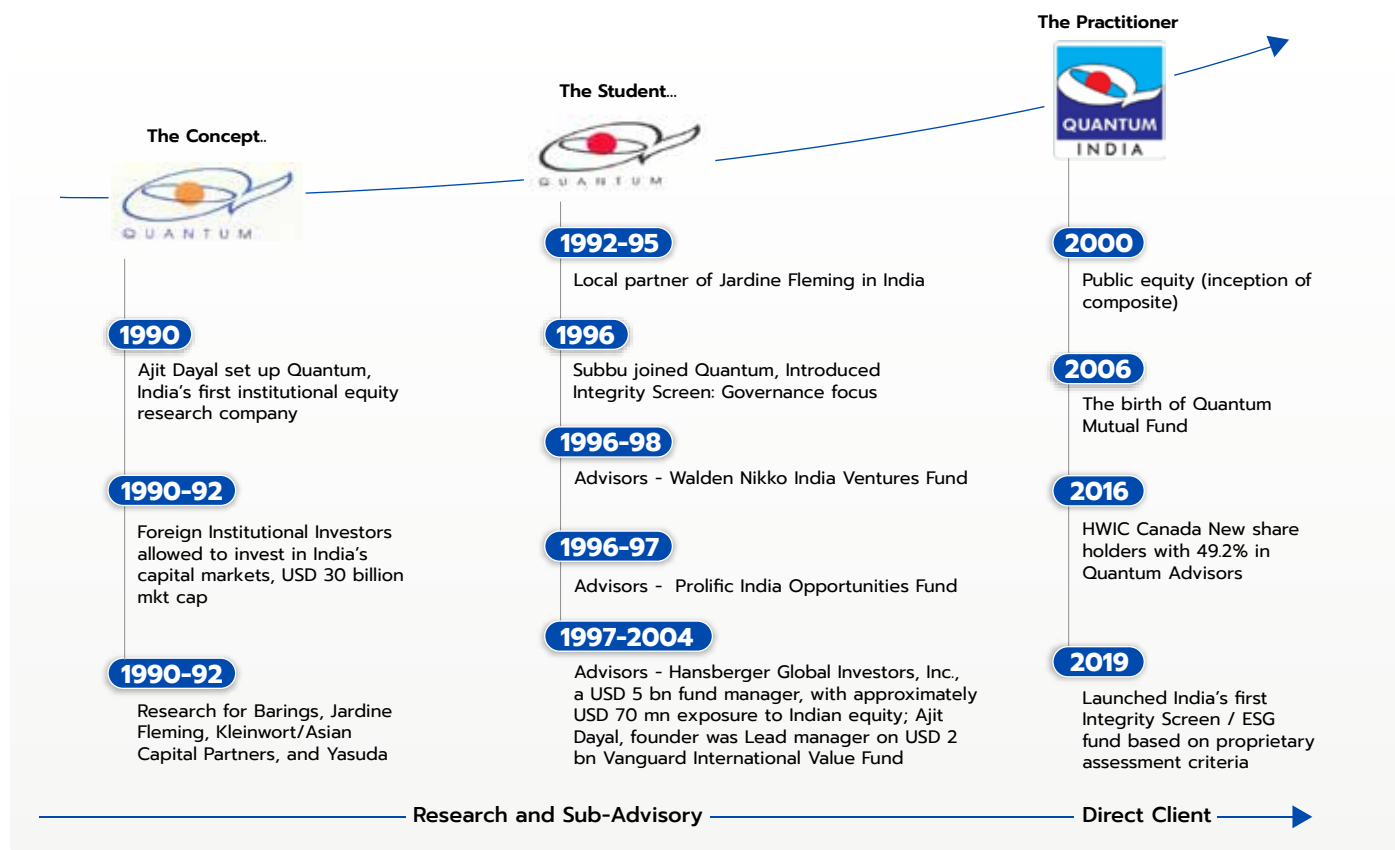 The Concept..
QUANTUM
1990
Ajit Dayal set up Quantum,
India's first institutional equity
research company
1990-92
Foreign Institutional Investors
allowed to invest in India's
capital markets, USD 30 billion
mkt cap
1990-92
Research for Barings, Jardine
Fleming, Kleinwort/Asian
Capital Partners, and Yasuda
The Student...
QUANTUM
1992-95
Local partner of Jardine Fleming in India
1996
Subbu joined Quantum, Introduced
Integrity Screen: Governance focus
1996-98
Advisors - Walden Nikko India Ventures Fund
1996-97
Advisors - Prolific India Opportunities Fund
1997-2004
Advisors - Hansberger Global Investors, Inc.,
a USD 5 bn fund manager, with approximately
USD 70 mn exposure to Indian equity; Ajit
Dayal, founder was Lead manager on USD 2
bn Vanguard International Value Fund
The Practitioner
QUANTUM
INDIA
2000
Public equity (inception of
composite)
2006
The birth of Quantum
Mutual Fund
2016
HWIC Canada New share
holders with 49.2% in
Quantum Advisors
2019
Launched India's first
Integrity Screen / ESG
fund based on proprietary
assessment criteria
Research and Sub-Advisory
Direct Client